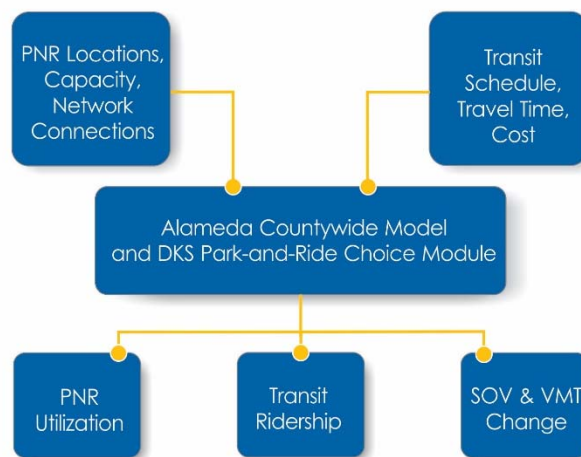 PNR Locations,
Capacity,
Network
Connections
Transit
Schedule,
Travel Time,
Cost
Alameda Countywide Model
and DKS Park-and-Ride Choice Module
PNR
Utilization
Transit
Ridership
SOV & VMT
Change